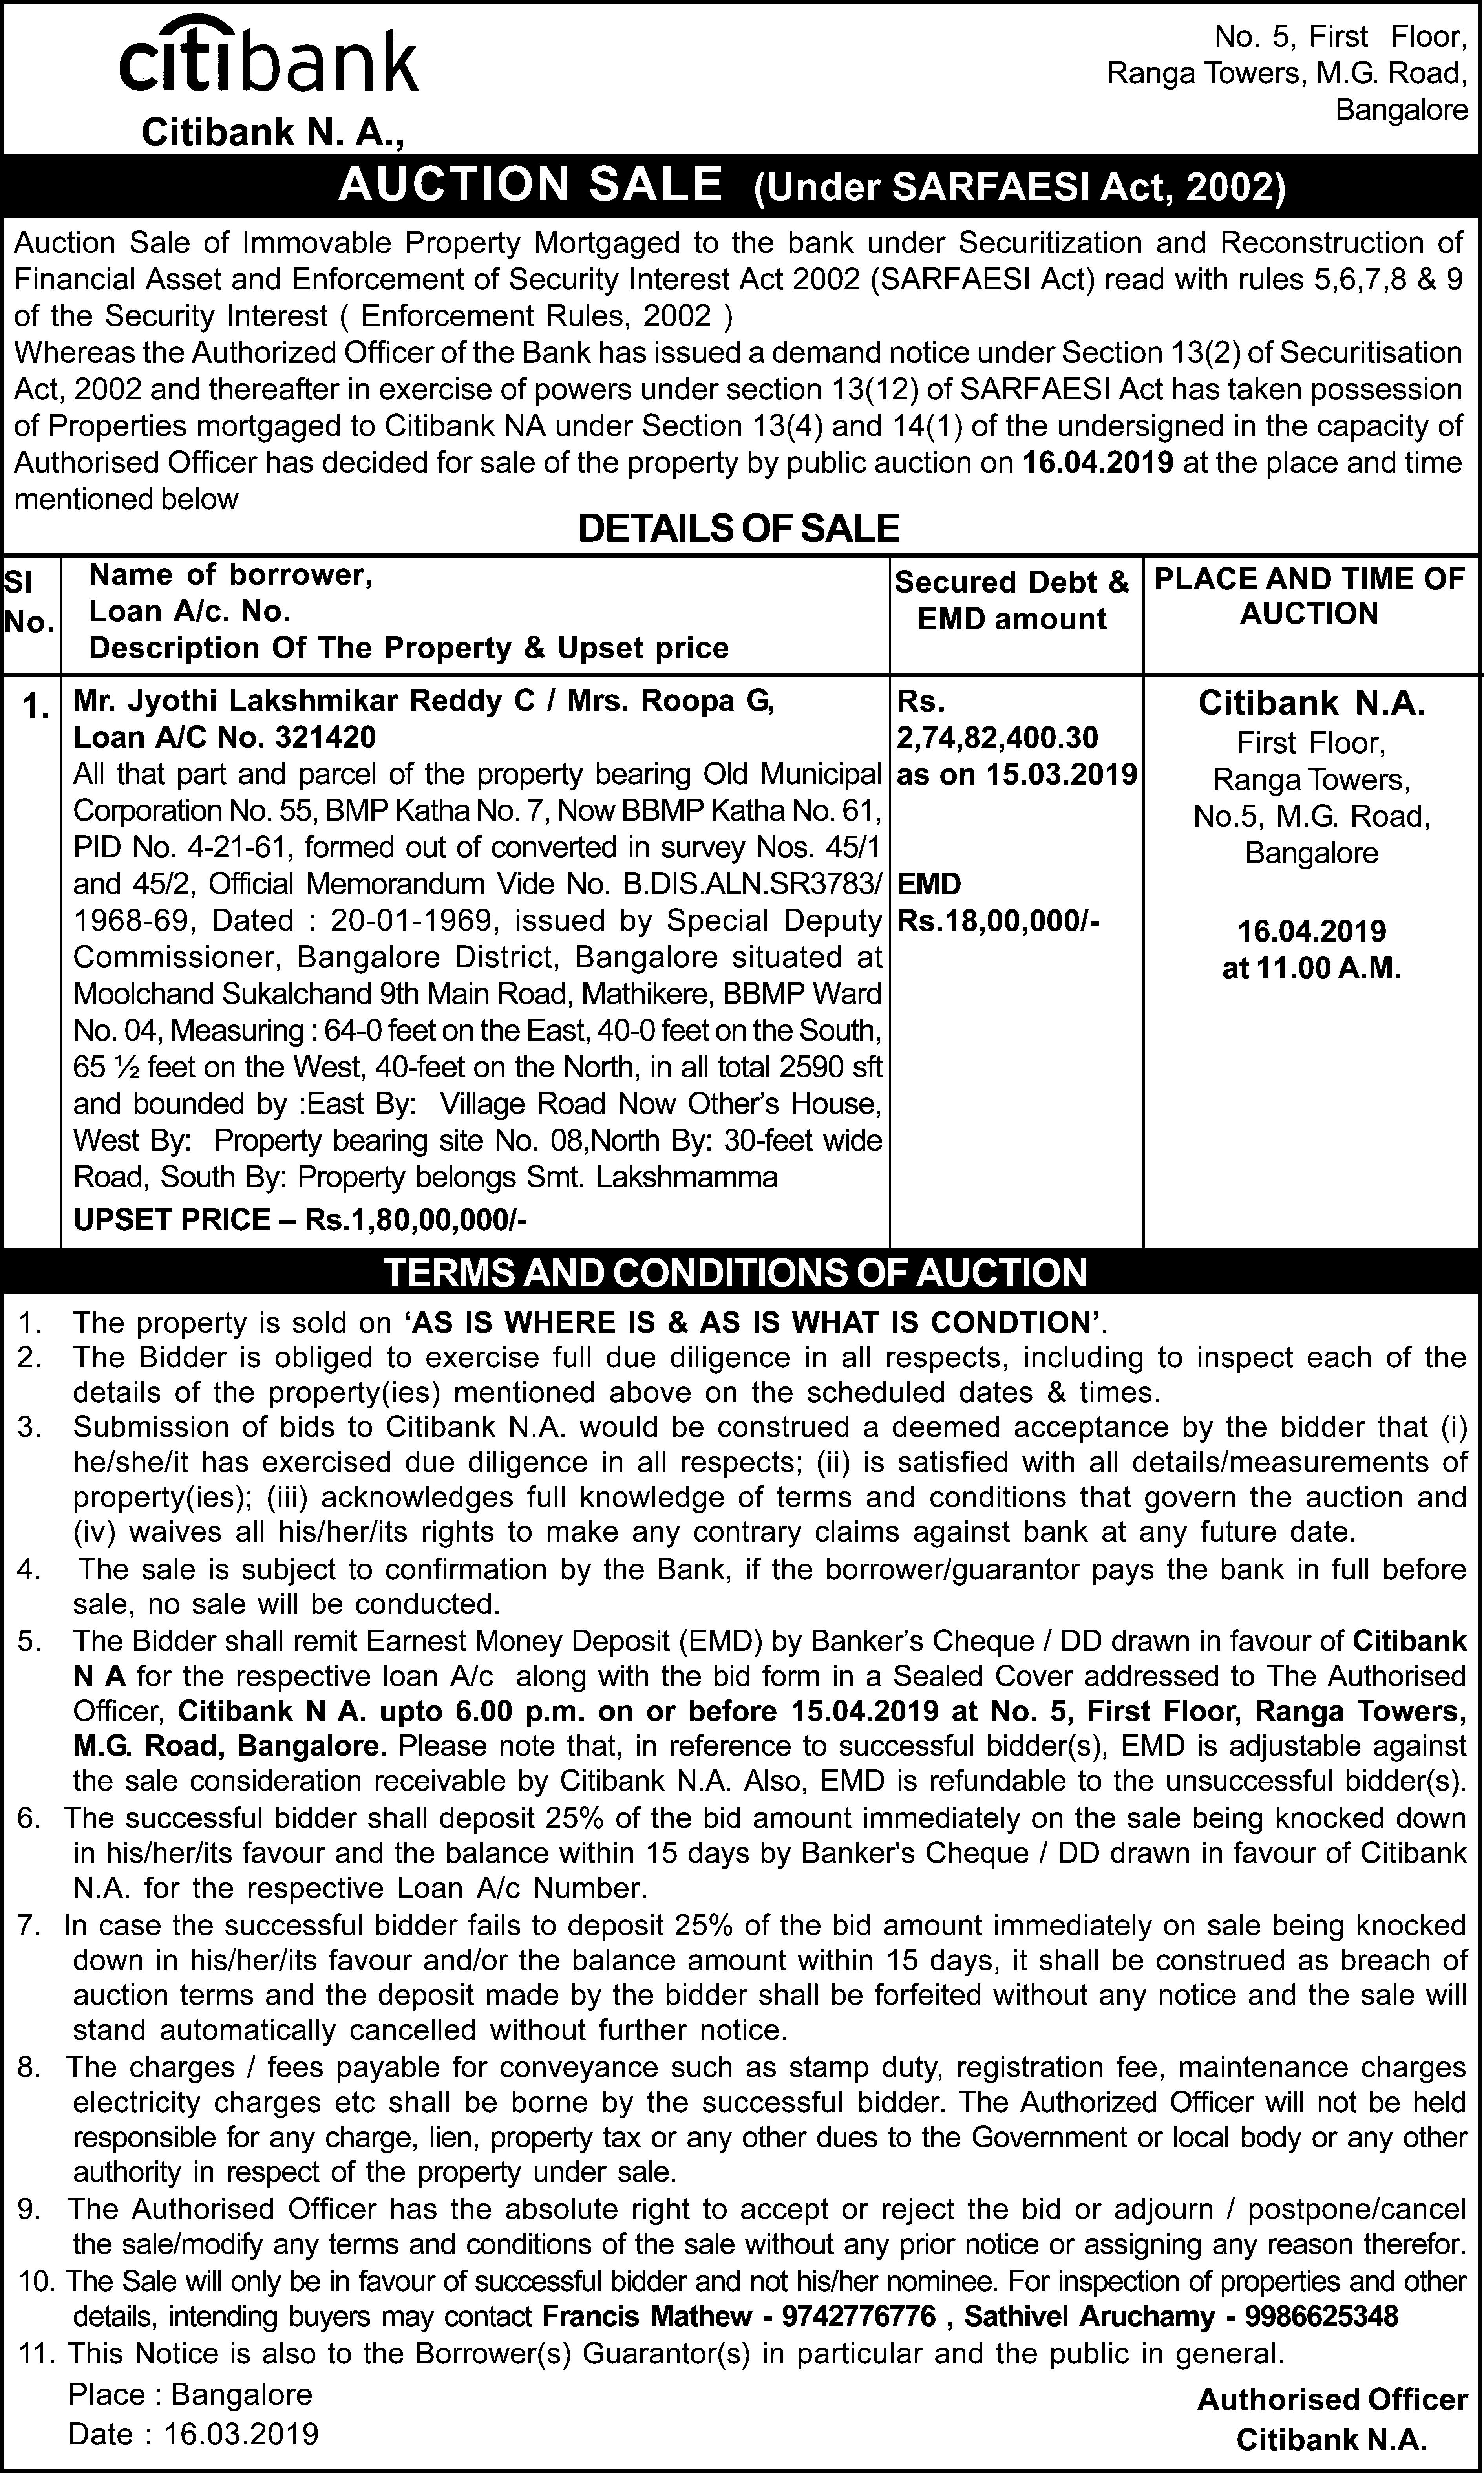 citibank
Citibank N. A.,
No. 5, First Floor,
Ranga Towers, M.G. Road,
Bangalore
AUCTION SALE (Under SARFAESI Act, 2002)
Auction Sale of Immovable Property Mortgaged to the bank under Securitization and Reconstruction of
Financial Asset and Enforcement of Security Interest Act 2002 (SARFAESI Act) read with rules 5,6,7,8 & 9
of the Security Interest ( Enforcement Rules, 2002 )
Whereas the Authorized Officer of the Bank has issued a demand notice under Section 13(2) of Securitisation
Act, 2002 and thereafter in exercise of powers under section 13(12) of SARFAESI Act has taken possession
of Properties mortgaged to Citibank NA under Section 13(4) and 14(1) of the undersigned in the capacity of
Authorised Officer has decided for sale of the property by public auction on 16.04.2019 at the place and time
mentioned below
DETAILS OF SALE
Sl
No.
Name of borrower,
Loan A/c. No.
Description Of The Property & Upset price
Secured Debt &
EMD amount
PLACE AND TIME OF
AUCTION
1.
Mr. Jyothi Lakshmikar Reddy C / Mrs. Roopa G,
Loan A/C No. 321420
All that part and parcel of the property bearing Old Municipal
Corporation No. 55, BMP Katha No. 7, Now BBMP Katha No. 61,
PID No. 4-21-61, formed out of converted in survey Nos. 45/1
and 45/2, Official Memorandum Vide No. B.DIS.ALN.SR3783/
1968-69, Dated : 20-01-1969, issued by Special Deputy
Commissioner, Bangalore District, Bangalore situated at
Moolchand Sukalchand 9th Main Road, Mathikere, BBMP Ward
No. 04, Measuring : 64-0 feet on the East, 40-0 feet on the South,
65 ½ feet on the West, 40-feet on the North, in all total 2590 sft
and bounded by :East By: Village Road Now Other's House,
West By: Property bearing site No. 08,North By: 30-feet wide
Road, South By: Property belongs Smt. Lakshmamma
UPSET PRICE – Rs.1,80,00,000/-
Rs.
2,74,82,400.30
as on 15.03.2019
EMD
Rs.18,00,000/-
Citibank N.A.
First Floor,
Ranga Towers,
No.5, M.G. Road,
Bangalore
16.04.2019
at 11.00 A.M.
TERMS AND CONDITIONS OF AUCTION
1. The property is sold on 'AS IS WHERE IS & AS IS WHAT IS CONDTION'.
2. The Bidder is obliged to exercise full due diligence in all respects, including to inspect each of the
details of the property(ies) mentioned above on the scheduled dates & times.
3. Submission of bids to Citibank N.A. would be construed a deemed acceptance by the bidder that (i)
he/she/it has exercised due diligence in all respects; (ii) is satisfied with all details/measurements of
property(ies); (iii) acknowledges full knowledge of terms and conditions that govern the auction and
(iv) waives all his/her/its rights to make any contrary claims against bank at any future date.
4. The sale is subject to confirmation by the Bank, if the borrower/guarantor pays the bank in full before
sale, no sale will be conducted.
5. The Bidder shall remit Earnest Money Deposit (EMD) by Banker's Cheque / DD drawn in favour of Citibank
N A for the respective loan A/c along with the bid form in a Sealed Cover addressed to The Authorised
Officer, Citibank N A. upto 6.00 p.m. on or before 15.04.2019 at No. 5, First Floor, Ranga Towers,
M.G. Road, Bangalore. Please note that, in reference to successful bidder(s), EMD is adjustable against
the sale consideration receivable by Citibank N.A. Also, EMD is refundable to the unsuccessful bidder(s).
6. The successful bidder shall deposit 25% of the bid amount immediately on the sale being knocked down
in his/her/its favour and the balance within 15 days by Banker's Cheque / DD drawn in favour of Citibank
N.A. for the respective Loan A/c Number.
7. In case the successful bidder fails to deposit 25% of the bid amount immediately on sale being knocked
down in his/her/its favour and/or the balance amount within 15 days, it shall be construed as breach of
auction terms and the deposit made by the bidder shall be forfeited without any notice and the sale will
stand automatically cancelled without further notice.
8. The charges / fees payable for conveyance such as stamp duty, registration fee, maintenance charges
electricity charges etc shall be borne by the successful bidder. The Authorized Officer will not be held
responsible for any charge, lien, property tax or any other dues to the Government or local body or any other
authority in respect of the property under sale.
9. The Authorised Officer has the absolute right to accept or reject the bid or adjourn / postpone/cancel
the sale/modify any terms and conditions of the sale without any prior notice or assigning any reason therefor.
10. The Sale will only be in favour of successful bidder and not his/her nominee. For inspection of properties and other
details, intending buyers may contact Francis Mathew - 9742776776 , Sathivel Aruchamy - 9986625348
11. This Notice is also to the Borrower(s) Guarantor(s) in particular and the public in general.
Place : Bangalore
Date : 16.03.2019
Authorised Officer
Citibank N.A.